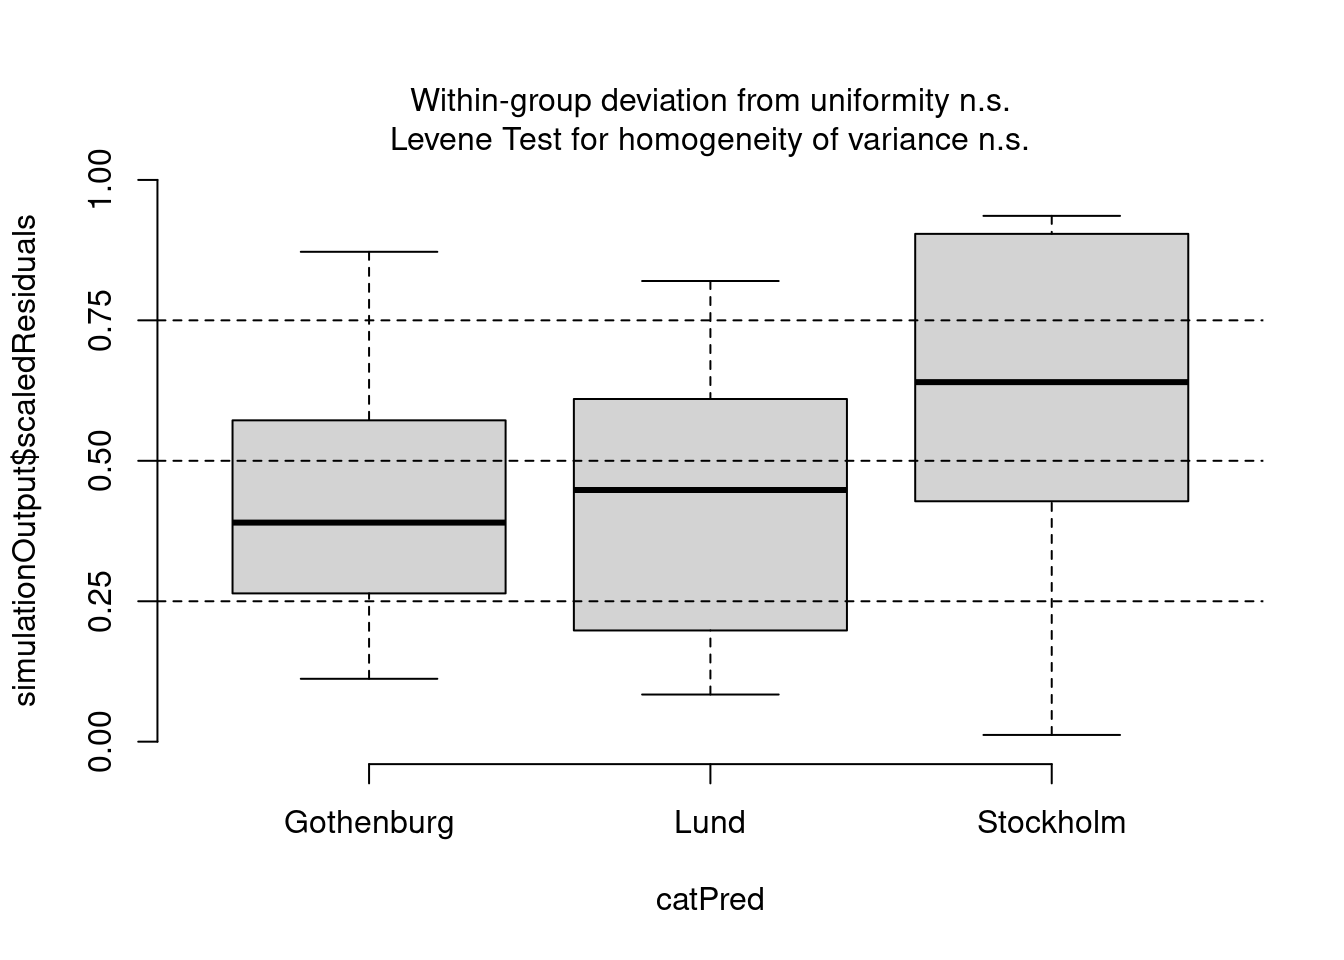 Within-group deviation from uniformity n.s.
Levene Test for homogeneity of variance n.s.
simulationOutput$scaledResiduals
1.00
0.75
0.50
0.25
0.00
Gothenburg
Lund
Stockholm
catPred